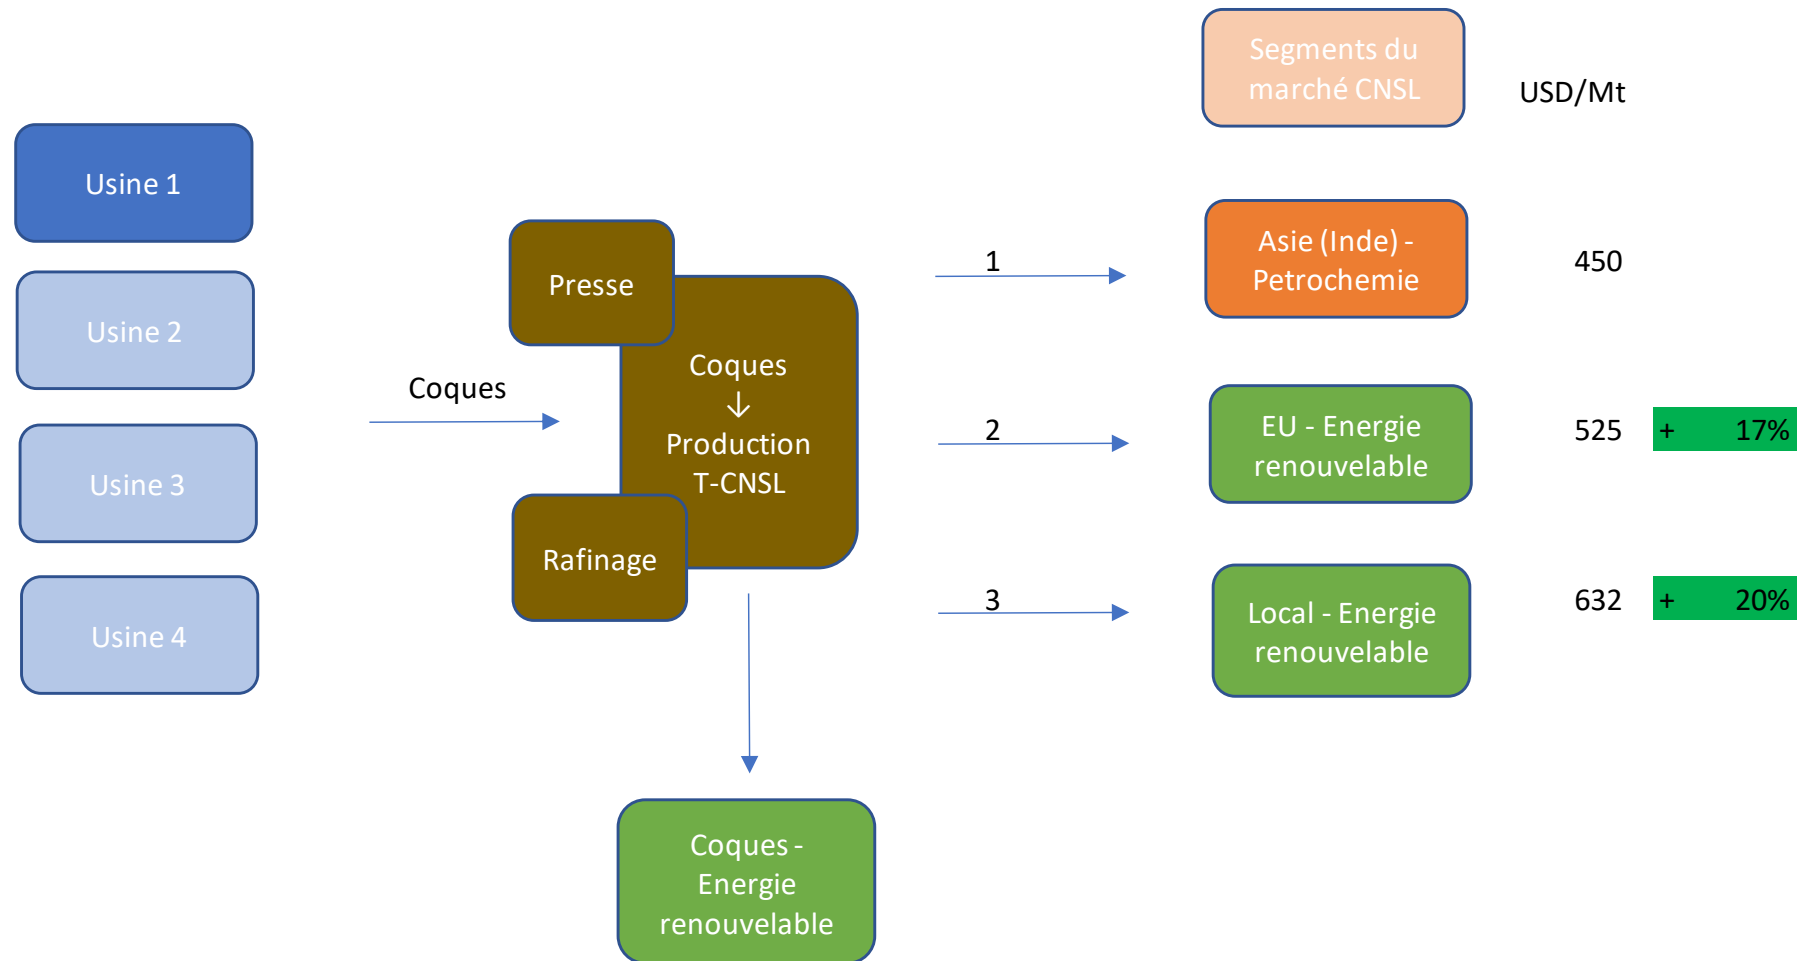 Segments du
marché CNSL
USD/Mt
Usine 1
Usine 2
Usine 3
Usine 4
Coques
Presse
Coques
↓
Production
T-CNSL
Rafinage
1
Asie (Inde) -
Petrochemie
450
2
EU - Energie
renouvelable
525 + 17%
3
Local - Energie
renouvelable
632 + 20%
Coques -
Energie
renouvelable